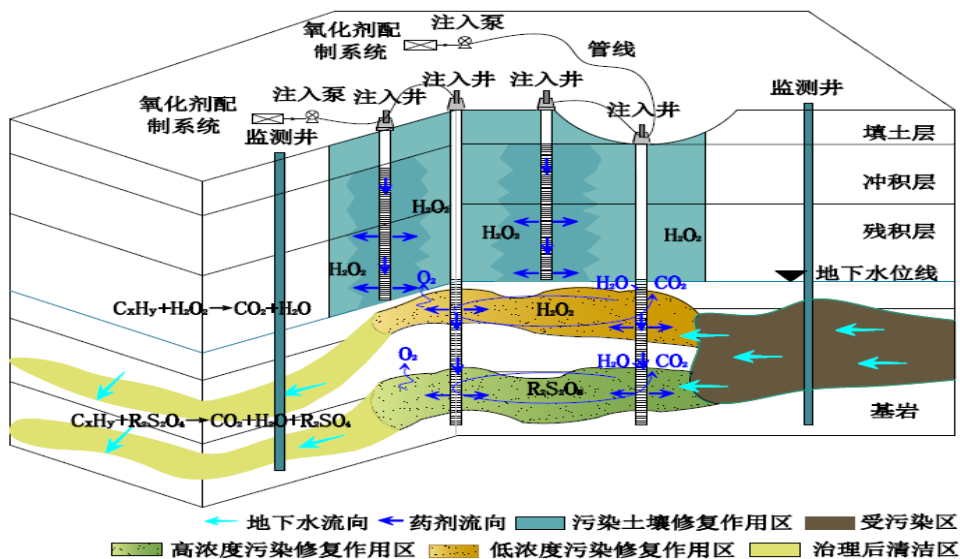 氧化剂配
制系统
注入泵
管线
氧化剂配
制系统
注入泵
注入井
注入井
注入井
注入井
监测井
监测井
填土层
冲积层
残积层
地下水位线
基岩
H₂O₂
H₂O₂
H₂O₂
H₂O₂
O₂
H₂O
CO₂
H₂O₂
CxHy+H₂O₂→CO₂+H₂O
O₂
H₂O
CO₂
CxHy+R₂S₂O₄→CO₂+H₂O+R₂SO₄
地下水流向
药剂流向
污染土壤修复作用区
受污染区
高浓度污染修复作用区
低浓度污染修复作用区
治理后清洁区